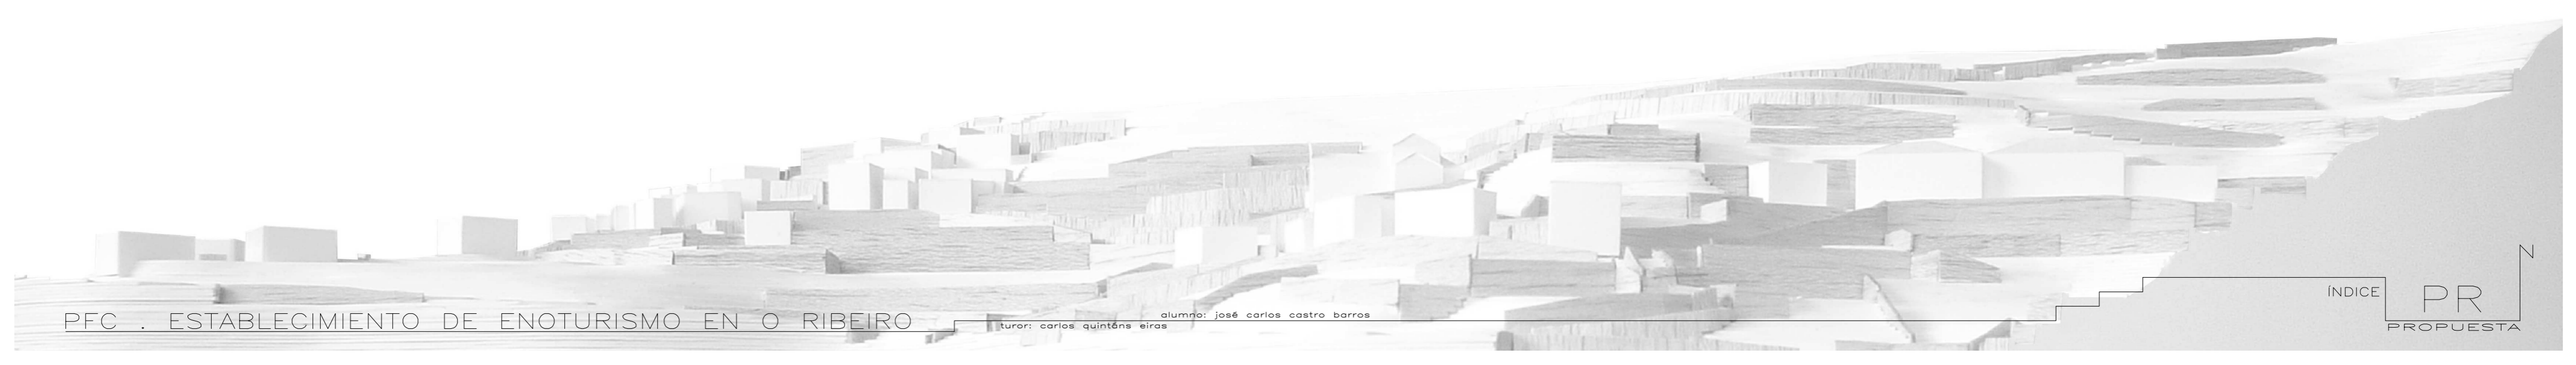 PFC . ESTABLECIMIENTO DE ENOTURISMO EN O RIBEIRO
turor: carlos quintáns eiras
alumno: josé carlos castro barros
ÍNDICE
PR
PROPUESTA
N